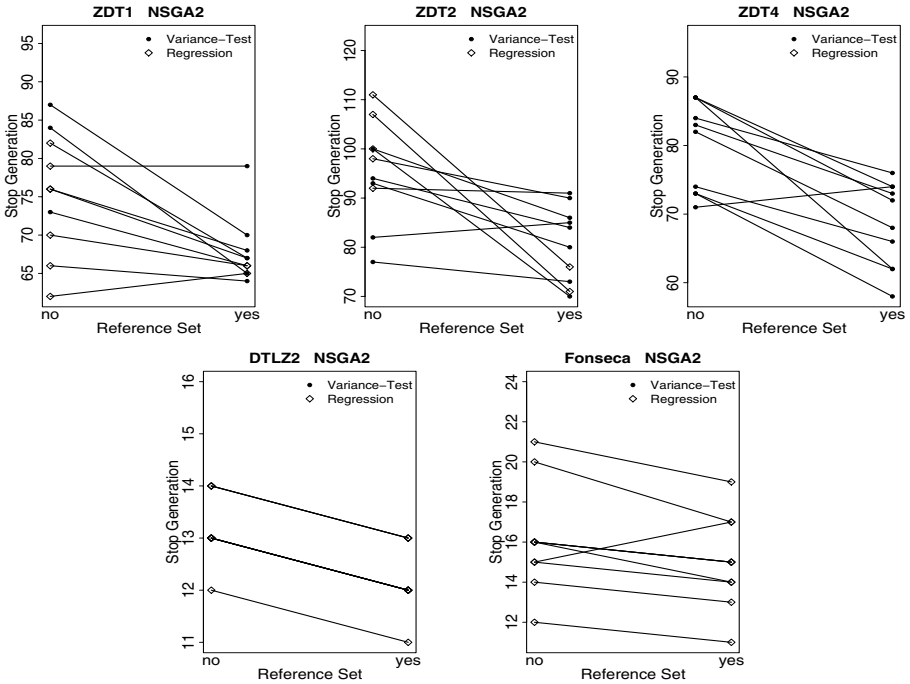 ZDT1 NSGA2
95
90
85
80
75
70
65
Stop Generation
Variance−Test
Regression
no
yes
Reference Set
ZDT2 NSGA2
120
110
100
90
80
70
Stop Generation
Variance−Test
Regression
no
yes
Reference Set
ZDT4 NSGA2
90
80
70
60
Stop Generation
Variance−Test
Regression
no
yes
Reference Set
DTLZ2 NSGA2
16
15
14
13
12
11
Stop Generation
Variance−Test
Regression
no
yes
Reference Set
Fonseca NSGA2
24
22
20
18
16
14
12
Stop Generation
Variance−Test
Regression
no
yes
Reference Set